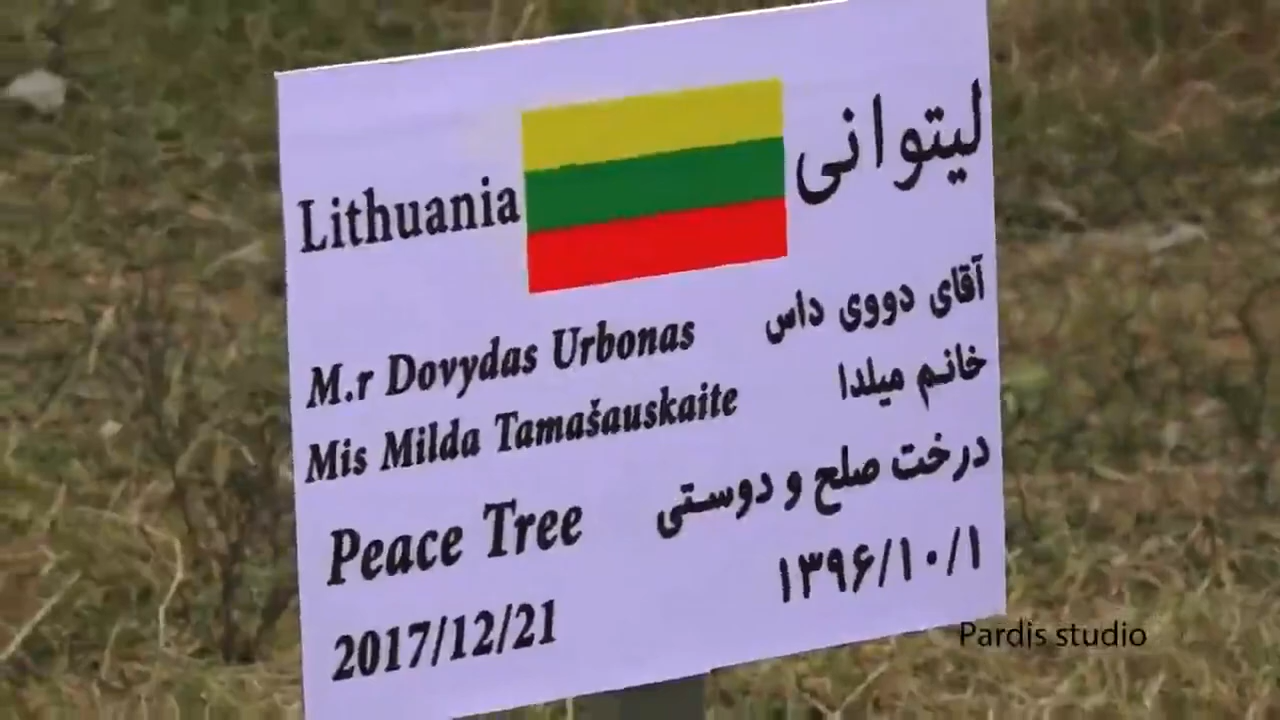 Lithuania لیتوانی
M.r Dovydas Urbonas آقای دووی داس
Mis Milda Tamašauskaite خانم میلدا
Peace Tree درخت صلح و دوستی
2017/12/21 ۱۳۹۶/۱۰/۱
Pardis studio